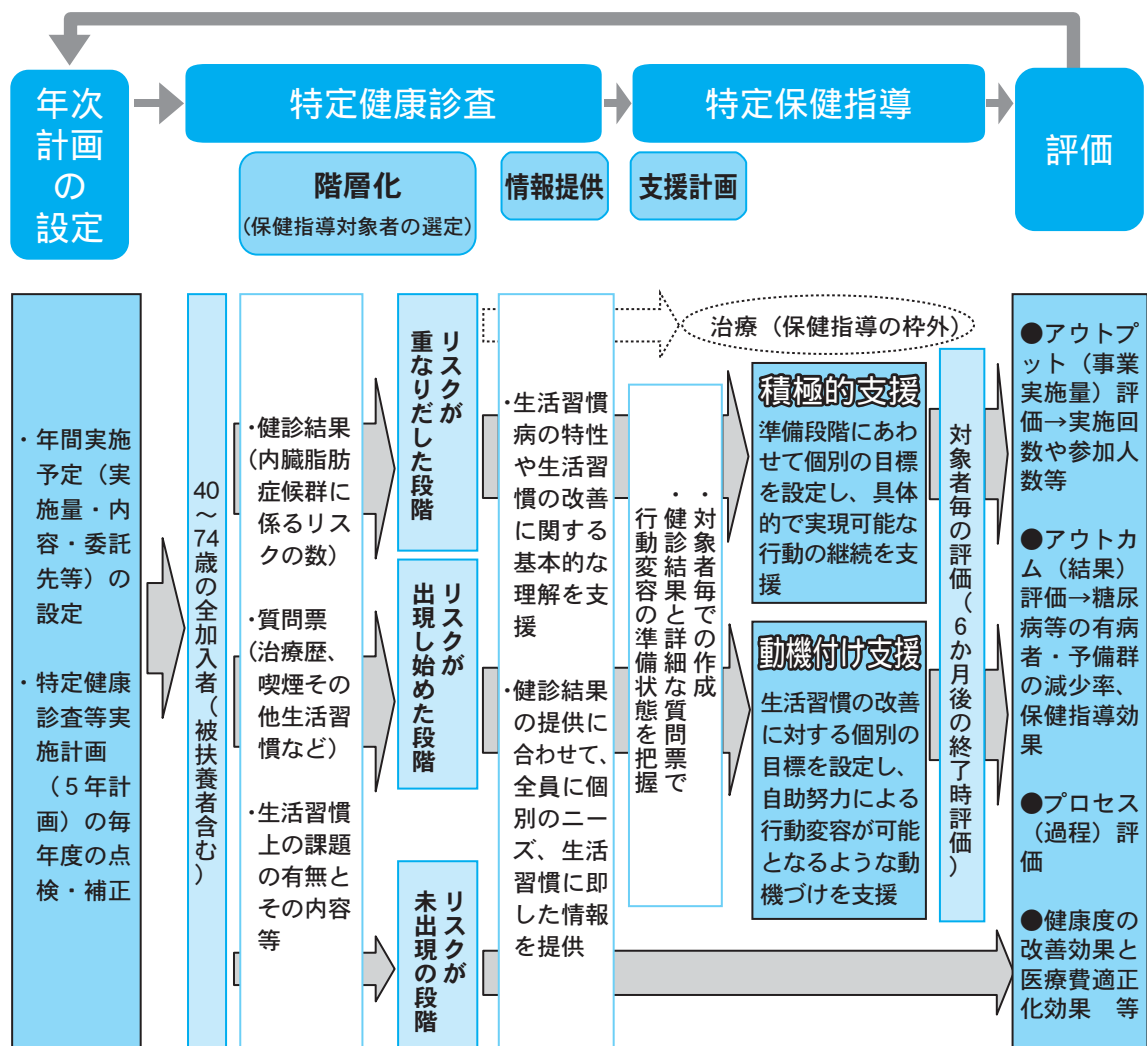 年次
計画
の
設定
特定健康診査
特定保健指導
評価
階層化
(保健指導対象者の選定)
情報提供
支援計画
・年間実施
予定（実
施量・内
容・委託
先等）の
設定
・特定健康
診査等実
施計画
（５年計
画）の毎
年度の点
検・補正
40～74歳の全加入者（被扶養者含む）
・健診結果
(内臓脂肪
症候群に
係るリス
クの数）
・質問票
(治療歴、
喫煙その
他生活習
慣など）
・生活習慣
上の課題
の有無と
その内容
等
リスクが
重なりだした段階
リスクが
出現し始めた段階
リスクが
未出現の段階
・生活習慣
病の特性
や生活習
慣の改善
に関する
基本的な
理解を支
援
・健診結果
の提供に
合わせて、
全員に個
別のニー
ズ、生活
習慣に即
した情報
を提供
・対象者毎での作成
・健診結果と詳細な質問票で
行動変容の準備状態を把握
治療（保健指導の枠外）
積極的支援
準備段階にあわ
せて個別の目標
を設定し、具体
的で実現可能な
行動の継続を支
援
動機付け支援
生活習慣の改善
に対する個別の
目標を設定し、
自助努力による
行動変容が可能
となるような動
機づけを支援
対象者毎の評価（６か月後の終了時評価）
●アウトプ
ット（事業
実施量）評
価→実施回
数や参加人
数等
●アウトカ
ム（結果）
評価→糖尿
病等の有病
者・予備群
の減少率、
保健指導効
果
●プロセス
（過程）評
価
●健康度の
改善効果と
医療費適正
化効果　等